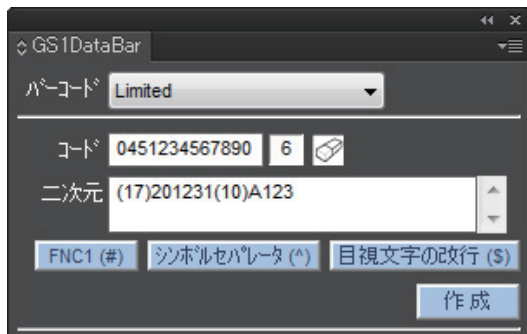 GS1DataBar
ﾊﾞｰｺｰﾄﾞ Limited
ｺｰﾄﾞ 0451234567890 6
二次元 (17)201231(10)A123
FNC1 (#) ｼﾝﾎﾞﾙｾﾊﾟﾚｰﾀ (^) 目視文字の改行 ($)
作成